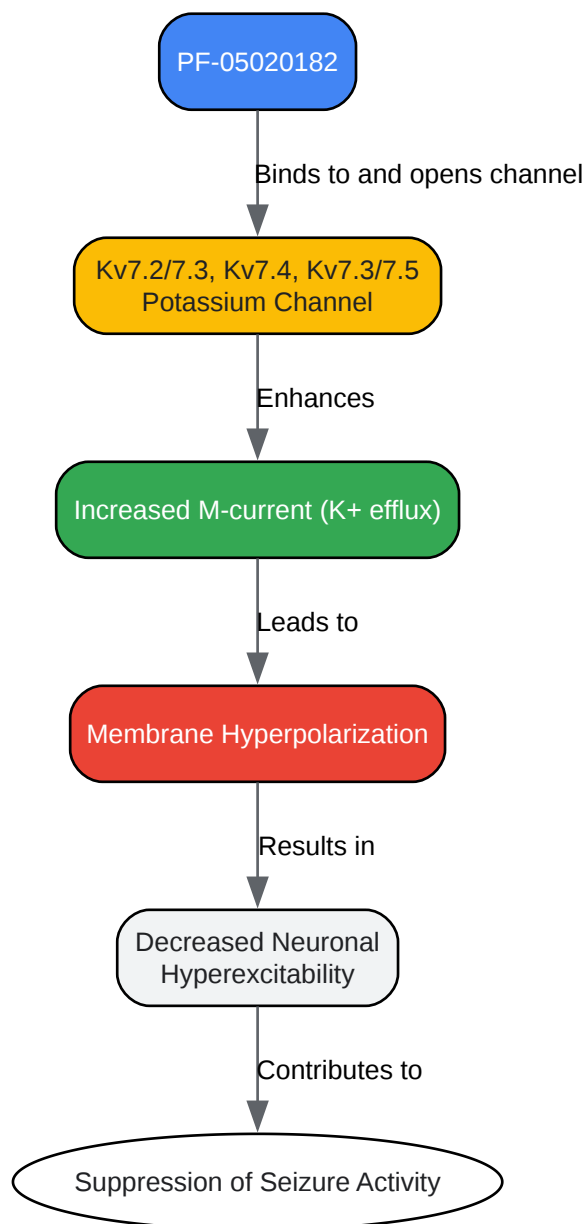 PF-05020182
Binds to and opens channel
Kv7.2/7.3, Kv7.4, Kv7.3/7.5
Potassium Channel
Enhances
Increased M-current (K+ efflux)
Leads to
Membrane Hyperpolarization
Results in
Decreased Neuronal
Hyperexcitability
Contributes to
Suppression of Seizure Activity